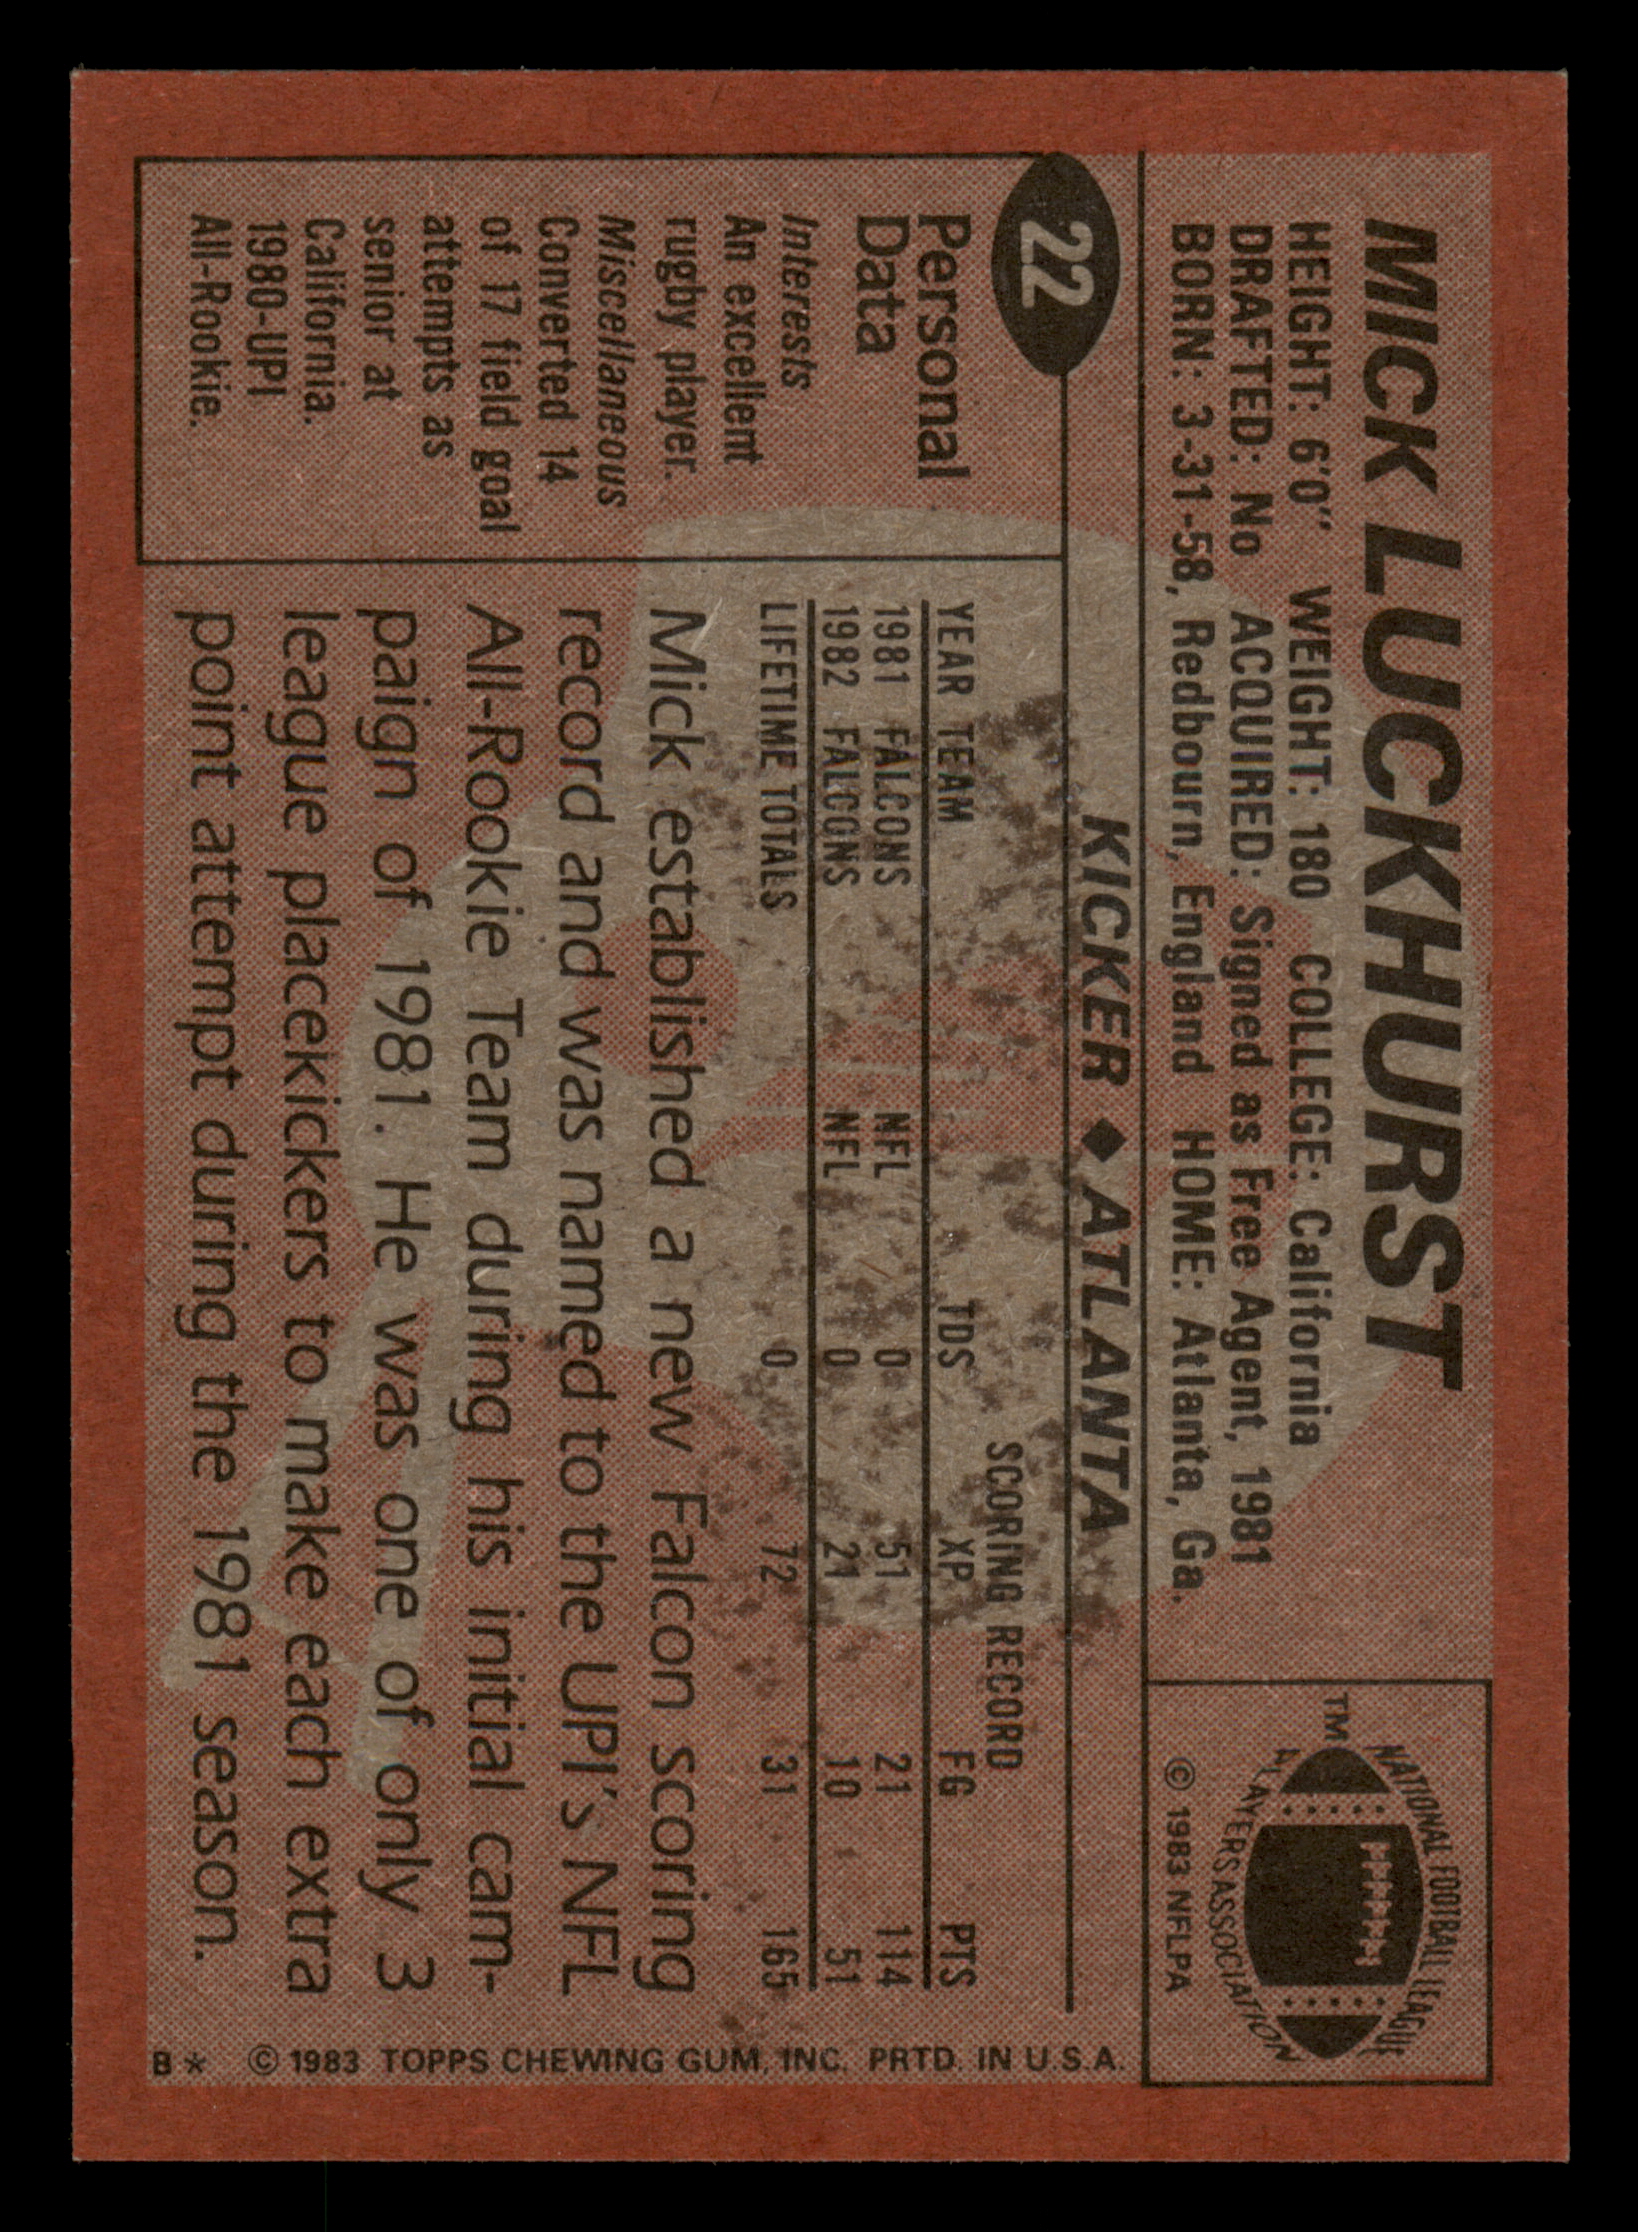 MICK LUCKHURST
HEIGHT: 6'0" WEIGHT: 180 COLLEGE: California
DRAFTED: No ACQUIRED: Signed as Free Agent, 1981
BORN: 3-31-58, Redbourn, England HOME: Atlanta, Ga.
NATIONAL FOOTBALL LEAGUE
PLAYERS ASSOCIATION
TM
© 1983 NFLPA
KICKER ◆ ATLANTA
22
Personal
Data
Interests
An excellent
rugby player.
Miscellaneous
Converted 14
of 17 field goal
attempts as
senior at
California.
1980-UPI
All-Rookie.
SCORING RECORD
YEAR TEAM TDS XP FG PTS
1981 FALCONS NFL 0 51 21 114
1982 FALCONS NFL 0 21 10 51
LIFETIME TOTALS 0 72 31 165
Mick established a new Falcon scoring
record and was named to the UPI's NFL
All-Rookie Team during his initial cam-
paign of 1981. He was one of only 3
league placekickers to make each extra
point attempt during the 1981 season.
B* © 1983 TOPPS CHEWING GUM, INC. PRTD. IN U.S.A.